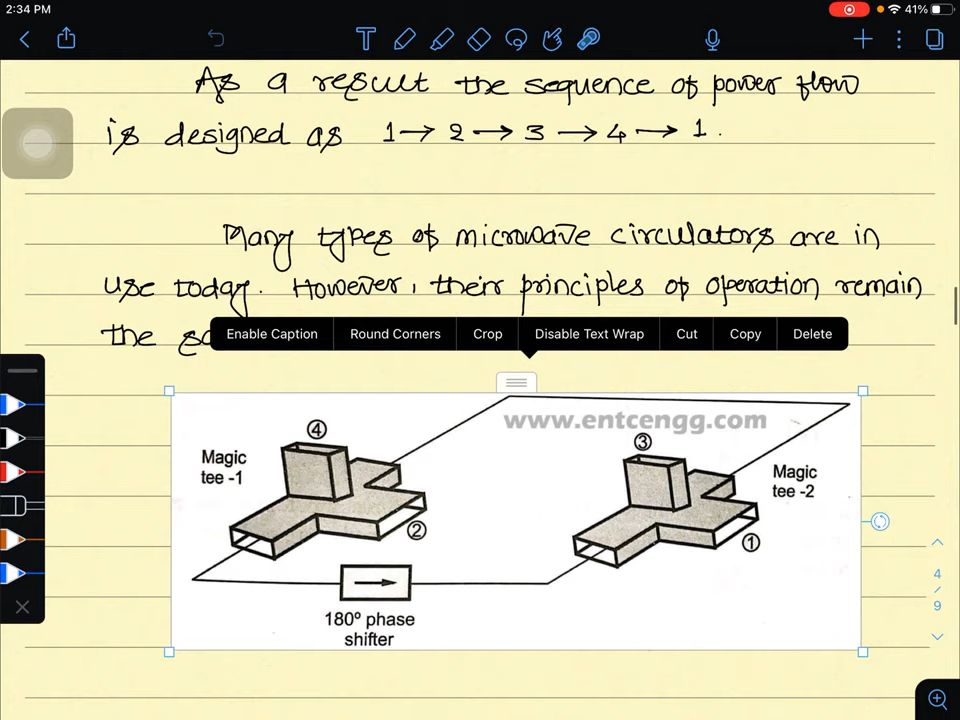 2:34 PM
41%
T
As a result the sequence of power flow
is designed as 1→ 2 → 3 → 4 → 1.
Many types of microwave circulators are in
use today. However, their principles of operation remain
the
Enable Caption
Round Corners
Crop
Disable Text Wrap
Cut
Copy
Delete
www.entcengg.com
④
③
Magic
tee -1
Magic
tee -2
②
①
180º phase
shifter
4
/
9